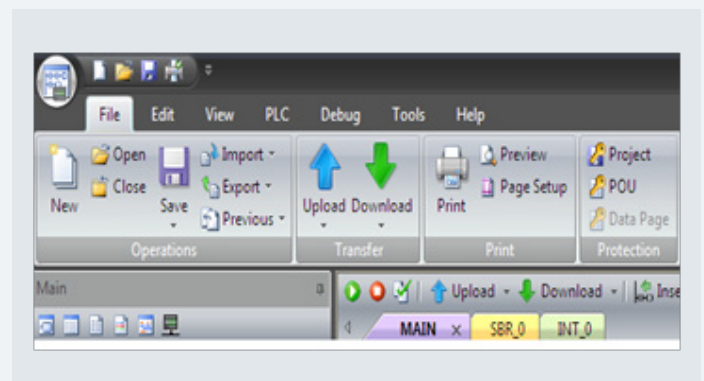 File Edit View PLC Debug Tools Help
Open Import Preview Project
Close Export Page Setup POU
New Save Previous Upload Download Print Data Page
Operations Transfer Print Protection
Main Upload Download Inse
MAIN x SBR_0 INT_0